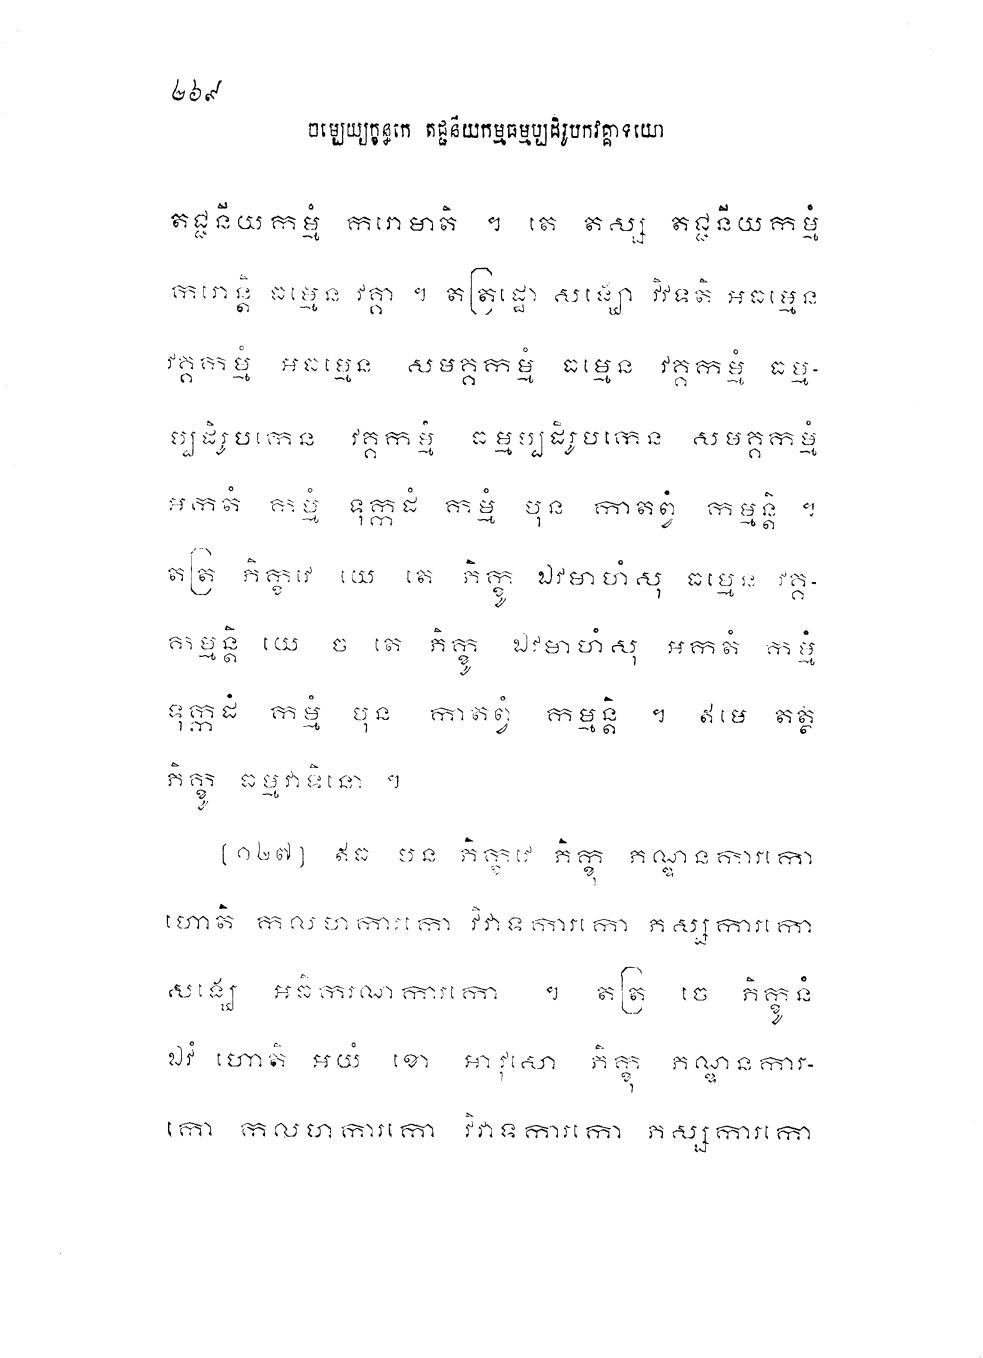 ២៦៩
ចម្បេយ្យក្ខន្ធកេ តជ្ជនីយកម្មធម្មប្បដិរូបកវគ្គាទយោ
តជ្ជនីយកម្មំ ករោមាតិ ។ តេ តស្ស តជ្ជនីយកម្មំ
ករោន្តិ ធម្មេន វគ្គា ។ តត្រដ្ឋោ សង្ឃោ វិវទតិ អធម្មេន
វគ្គកម្មំ អធម្មេន សមគ្គកម្មំ ធម្មេន វគ្គកម្មំ ធម្ម-
ប្បដិរូបកេន វគ្គកម្មំ ធម្មប្បដិរូបកេន សមគ្គកម្មំ
អកតំ កម្មំ ទុក្កដំ កម្មំ បុន កាតព្វំ កម្មន្តិ ។
តត្រ ភិក្ខវេ យេ តេ ភិក្ខូ ឯវមាហំសុ ធម្មេន វគ្គ-
កម្មន្តិ យេ ច តេ ភិក្ខូ ឯវមាហំសុ អកតំ កម្មំ
ទុក្កដំ កម្មំ បុន កាតព្វំ កម្មន្តិ ។ ឥមេ តត្ថ
ភិក្ខូ ធម្មវាទិនោ ។
[១២៧] ឥធ បន ភិក្ខវេ ភិក្ខុ ភណ្ឌនការកោ
ហោតិ កលហការកោ វិវាទការកោ ភស្សការកោ
សង្ឃេ អធិករណការកោ ។ តត្រ ចេ ភិក្ខូនំ
ឯវំ ហោតិ អយំ ខោ អាវុសោ ភិក្ខុ ភណ្ឌនការ-
កោ កលហការកោ វិវាទការកោ ភស្សការកោ